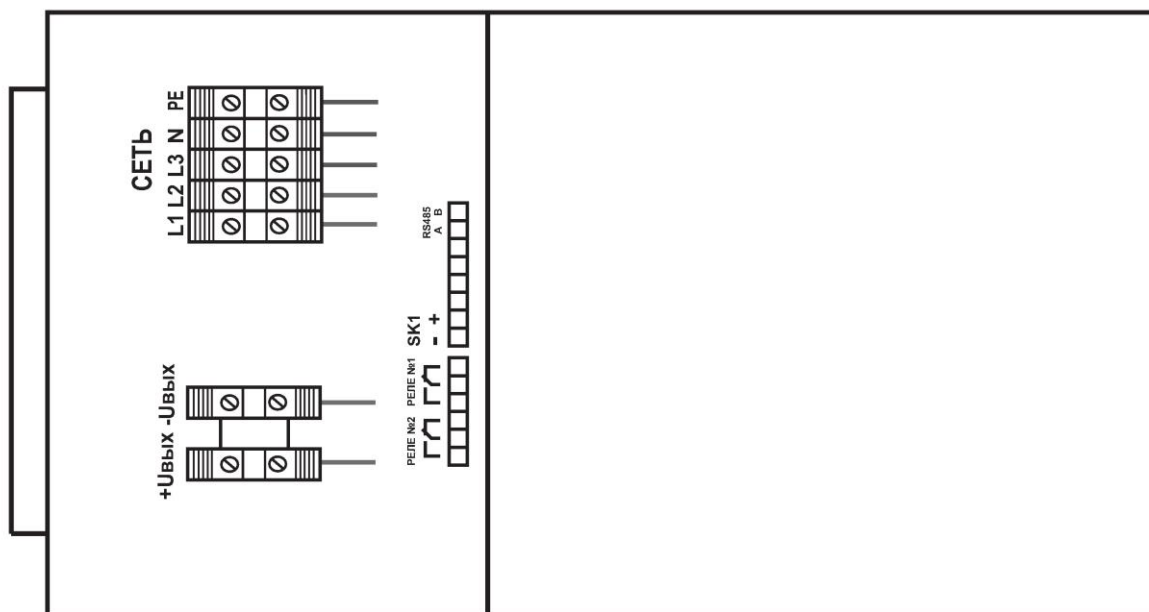 СЕТЬ
L1 L2 L3 N PE
+Uвых -Uвых
RS485
A B
SK1
- +
РЕЛЕ №2 РЕЛЕ №1